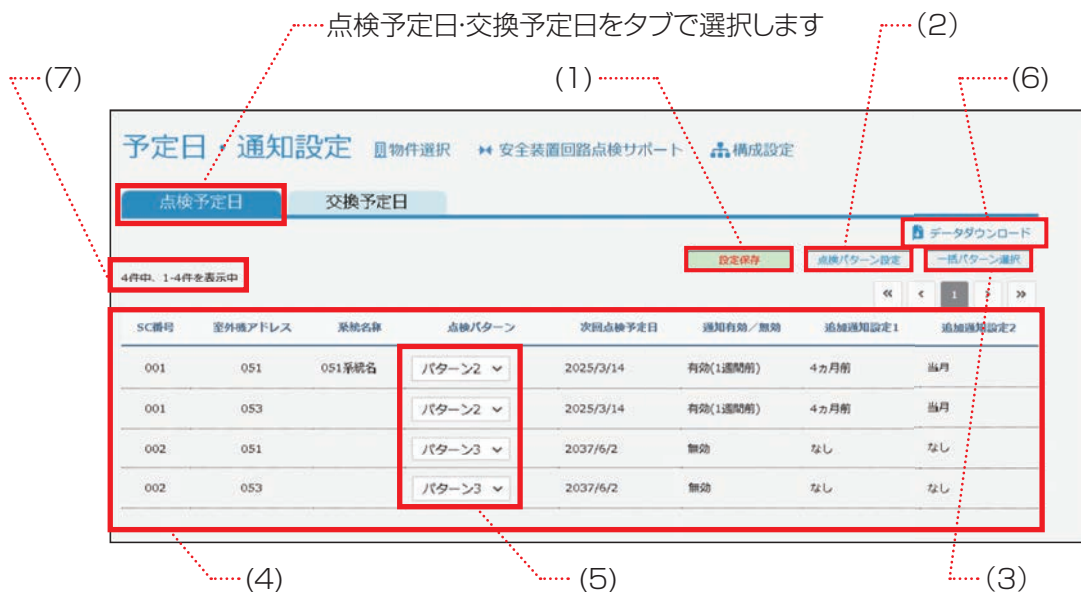 点検予定日・交換予定日をタブで選択します
(2)
(7)
(1)
(6)
予定日・通知設定 物件選択 安全装置回路点検サポート 構成設定
点検予定日 交換予定日
データダウンロード
設定保存 点検パターン設定 一括パターン選択
4件中、1-4件を表示中
« < 1 > »
SC番号 室外機アドレス 系統名称 点検パターン 次回点検予定日 通知有効／無効 追加通知設定1 追加通知設定2
001 051 051系統名 パターン2 2025/3/14 有効(1週間前) 4ヵ月前 当月
001 053 パターン2 2025/3/14 有効(1週間前) 4ヵ月前 当月
002 051 パターン3 2037/6/2 無効 なし なし
002 053 パターン3 2037/6/2 無効 なし なし
(4)
(5)
(3)